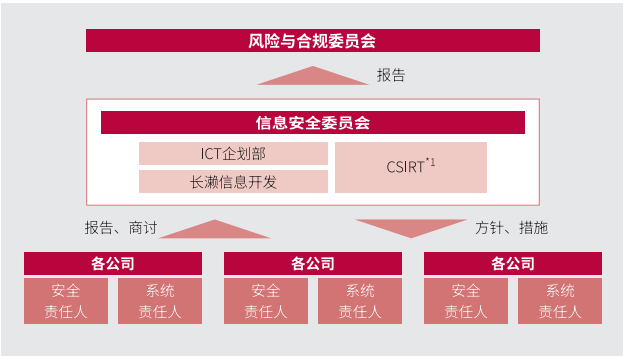 风险与合规委员会
报告
信息安全委员会
ICT企划部
长濑信息开发
CSIRT*1
报告、商讨
方针、措施
各公司
安全
责任人
系统
责任人
各公司
安全
责任人
系统
责任人
各公司
安全
责任人
系统
责任人